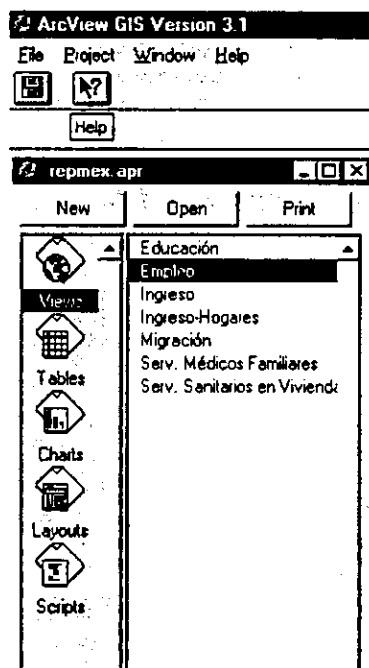 ArcView GIS Version 3.1
File Project Window Help
Help
repmex.apr
New Open Print
Educación
Empleo
Ingreso
Ingreso-Hogares
Migración
Serv. Médicos Familiares
Serv. Sanitarios en Vivienda
Views
Tables
Charts
Layouts
Scripts